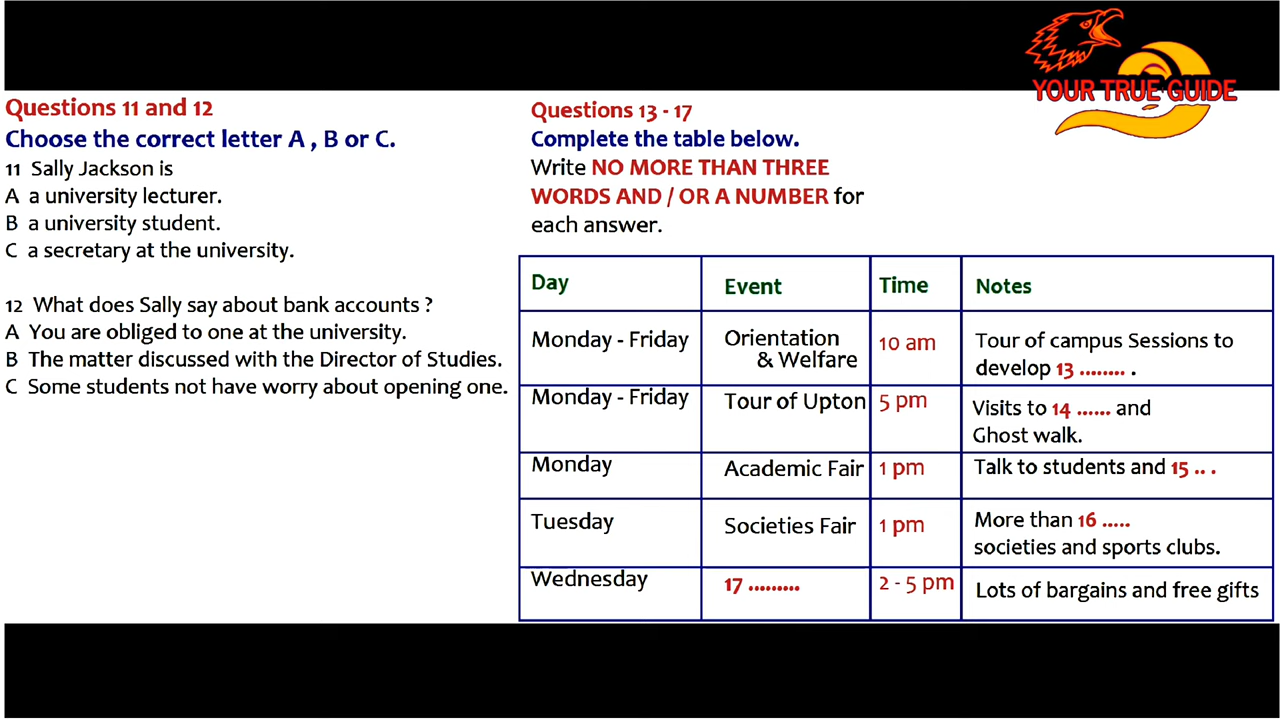 YOUR TRUE GUIDE
Questions 11 and 12
Choose the correct letter A , B or C.
11 Sally Jackson is
A a university lecturer.
B a university student.
C a secretary at the university.
12 What does Sally say about bank accounts ?
A You are obliged to one at the university.
B The matter discussed with the Director of Studies.
C Some students not have worry about opening one.
Questions 13 - 17
Complete the table below.
Write NO MORE THAN THREE
WORDS AND / OR A NUMBER for
each answer.
Day Event Time Notes
Monday - Friday Orientation & Welfare 10 am Tour of campus Sessions to
develop 13 ........ .
Monday - Friday Tour of Upton 5 pm Visits to 14 ...... and
Ghost walk.
Monday Academic Fair 1 pm Talk to students and 15 .. .
Tuesday Societies Fair 1 pm More than 16 .....
societies and sports clubs.
Wednesday 17 ......... 2 - 5 pm Lots of bargains and free gifts